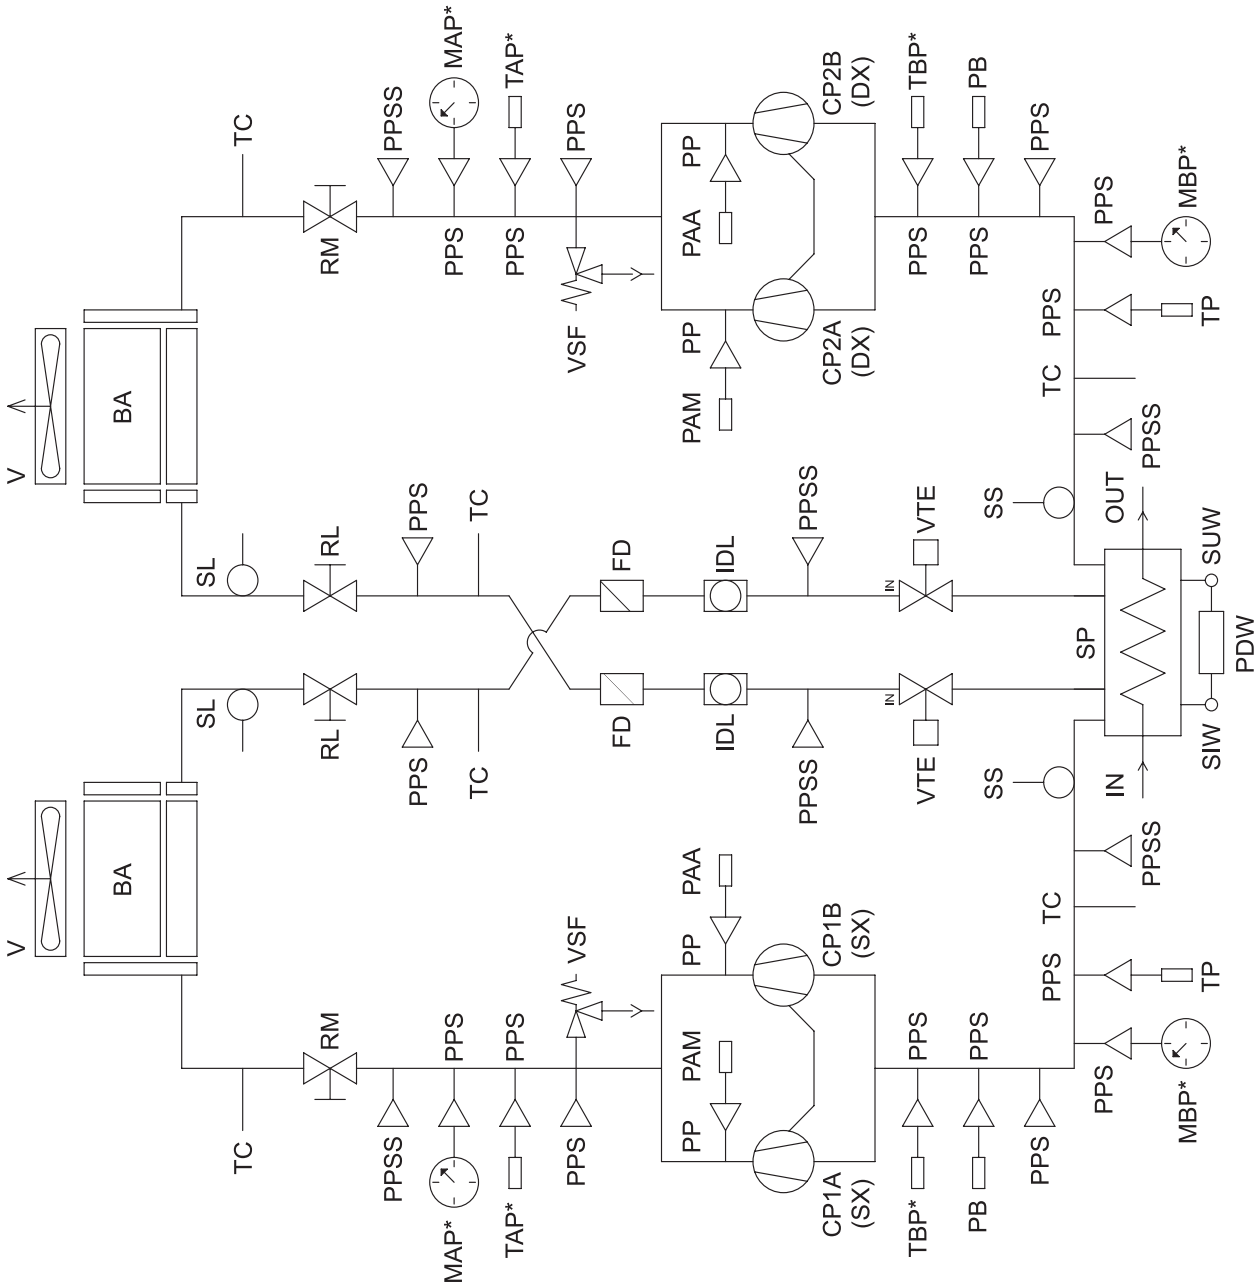 V
V
BA
BA
TC
TC
SL
SL
RM
RL
RL
RM
PPSS
PPS
PPS
PPSS
MAP*
PPS
TC
TC
PPS
MAP*
TAP*
PPS
PPS
TAP*
PPS
VSF
FD
FD
VSF
PPS
PAM
PAA
IDL
IDL
PAA
PP
PP
PAM
PP
PP
CP1A
(SX)
CP1B
(SX)
PPSS
PPSS
CP2A
(DX)
CP2B
(DX)
IN
IN
TBP*
PPS
VTE
VTE
PPS
TBP*
PB
PPS
PPS
PB
PPS
SS
SS
PPS
PPS
PPS
TC
SP
TC
PPS
PPS
MBP*
TP
PPSS
IN
OUT
PPSS
TP
MBP*
SIW
PDW
SUW